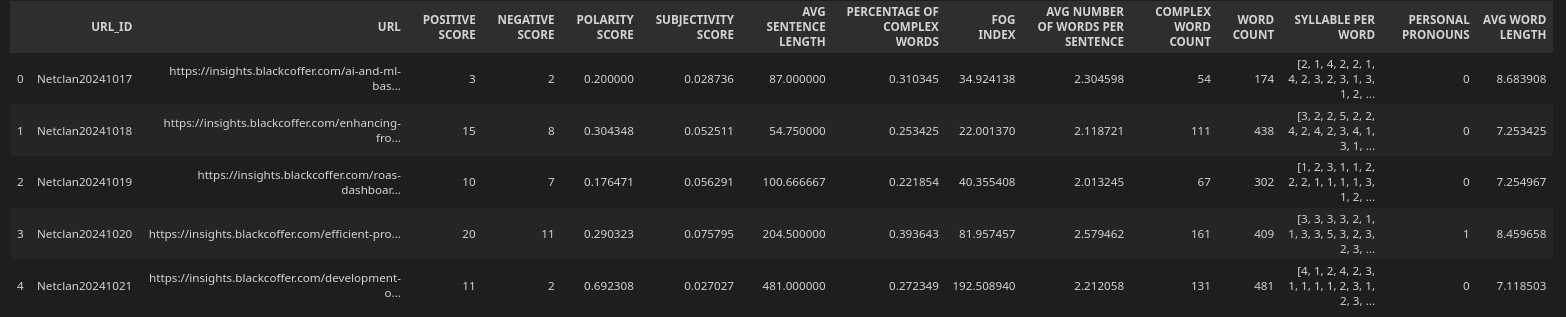 URL_ID URL POSITIVE SCORE NEGATIVE SCORE POLARITY SCORE SUBJECTIVITY SCORE AVG SENTENCE LENGTH PERCENTAGE OF COMPLEX WORDS FOG INDEX AVG NUMBER OF WORDS PER SENTENCE COMPLEX WORD COUNT WORD COUNT SYLLABLE PER WORD PERSONAL PRONOUNS AVG WORD LENGTH
0 Netclan20241017 https://insights.blackcoffer.com/ai-and-ml-bas... 3 2 0.200000 0.028736 87.000000 0.310345 34.924138 2.304598 54 174 [2, 1, 4, 2, 2, 1, 4, 2, 3, 2, 3, 1, 3, 1, 2, ... 0 8.683908
1 Netclan20241018 https://insights.blackcoffer.com/enhancing-fro... 15 8 0.304348 0.052511 54.750000 0.253425 22.001370 2.118721 111 438 [3, 2, 2, 5, 2, 2, 4, 2, 4, 2, 3, 4, 1, 3, 1, ... 0 7.253425
2 Netclan20241019 https://insights.blackcoffer.com/roas-dashboar... 10 7 0.176471 0.056291 100.666667 0.221854 40.355408 2.013245 67 302 [1, 2, 3, 1, 1, 2, 2, 2, 1, 1, 1, 1, 3, 1, 2, ... 0 7.254967
3 Netclan20241020 https://insights.blackcoffer.com/efficient-pro... 20 11 0.290323 0.075795 204.500000 0.393643 81.957457 2.579462 161 409 [3, 3, 3, 3, 2, 1, 1, 3, 3, 5, 3, 2, 3, 2, 3, ... 1 8.459658
4 Netclan20241021 https://insights.blackcoffer.com/development-o... 11 2 0.692308 0.027027 481.000000 0.272349 192.508940 2.212058 131 481 [4, 1, 2, 4, 2, 3, 1, 1, 1, 1, 2, 3, 1, 2, 3, ... 0 7.118503